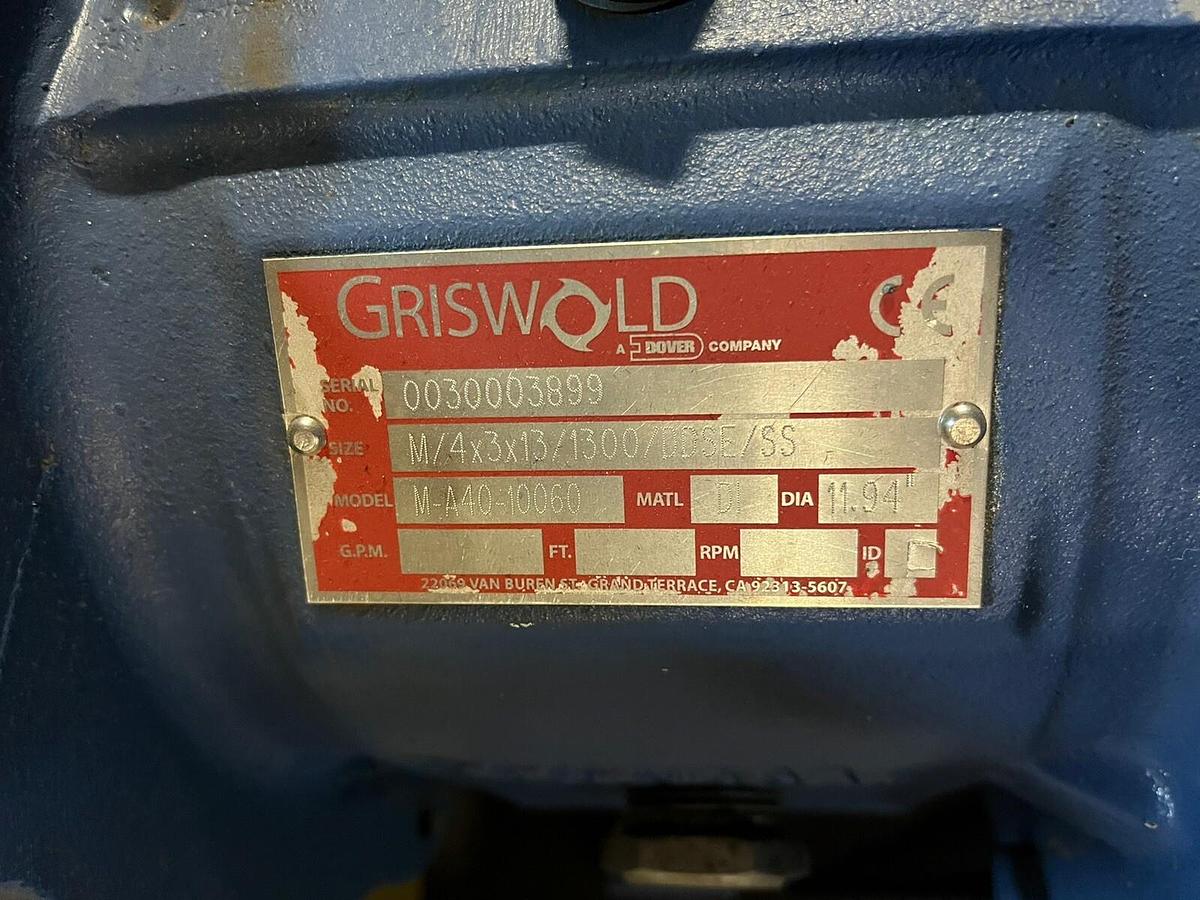 GRISWOLD
CE
A DOVER COMPANY
SERIAL NO. 0030003899
SIZE M/4x3x13/1300/DDSE/SS
MODEL M-A40-10060 MATL DI DIA 11.94"
G.P.M. FT. RPM ID
22069 VAN BUREN ST. GRAND TERRACE, CA 92313-5607